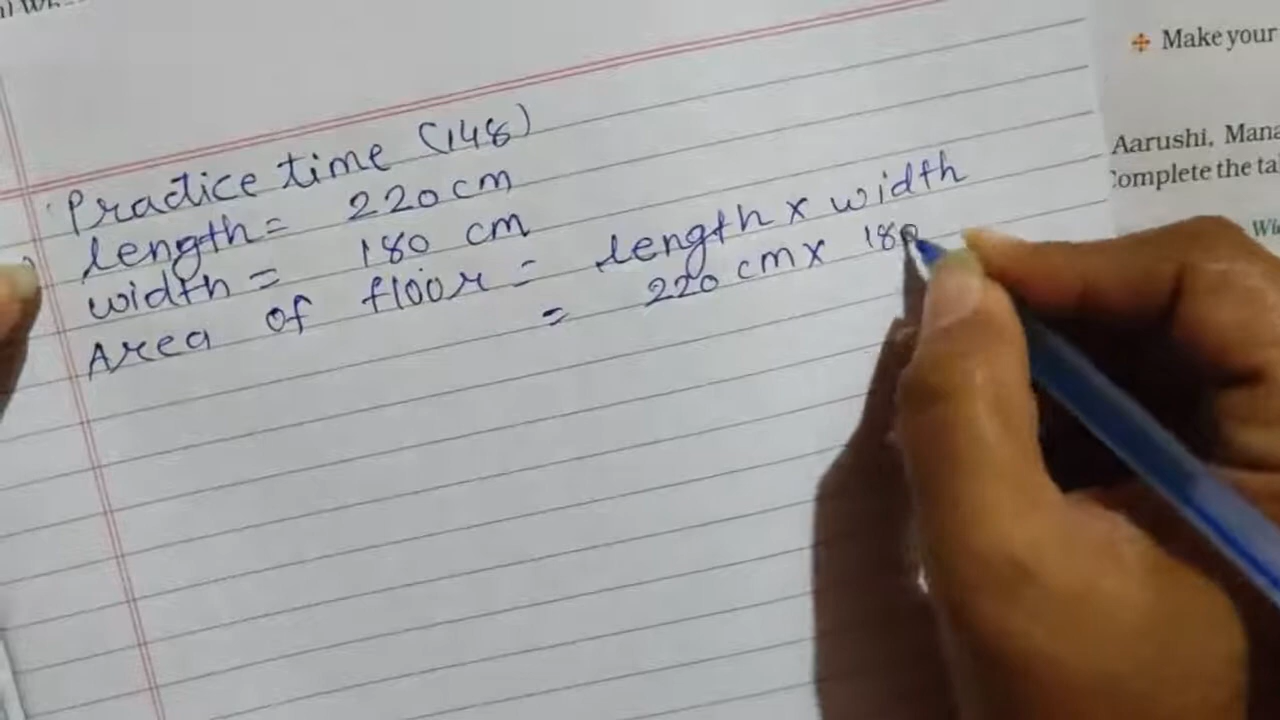 Practice time (148)
length = 220 cm
width = 180 cm
Area of floor = length x width
= 220 cm x 180
Make your
Aarushi, Mana
Complete the ta